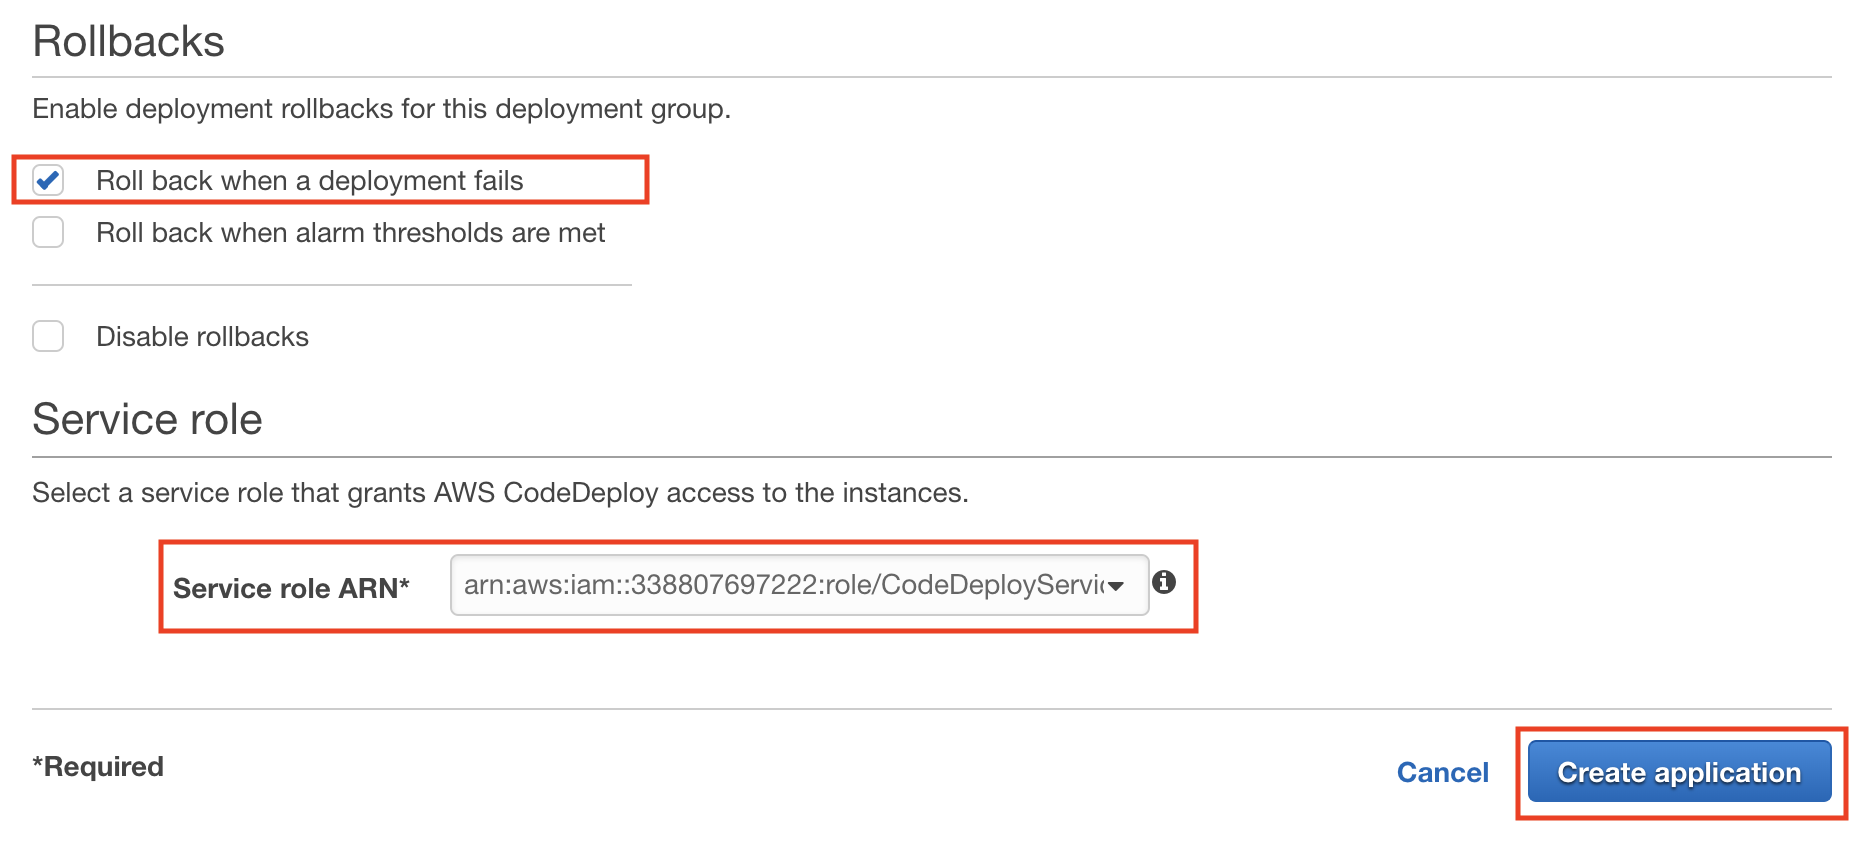 Rollbacks
Enable deployment rollbacks for this deployment group.
Roll back when a deployment fails
Roll back when alarm thresholds are met
Disable rollbacks
Service role
Select a service role that grants AWS CodeDeploy access to the instances.
Service role ARN* arn:aws:iam::338807697222:role/CodeDeployServic
*Required
Cancel Create application